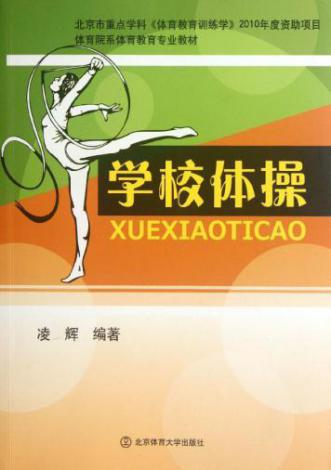 北京市重点学科《体育教育训练学》2010年度资助项目
体育院系体育教育专业教材
学校体操
XUEXIAOTICAO
凌 辉 编著
北京体育大学出版社